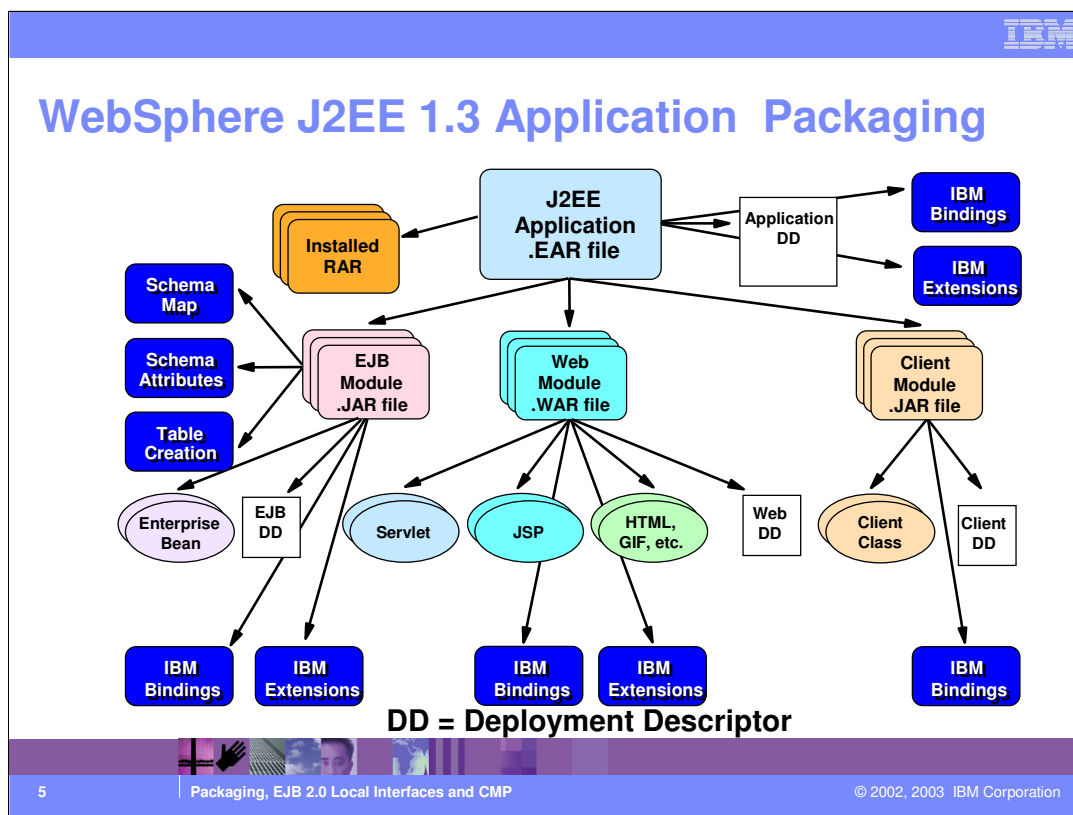 IBM
WebSphere J2EE 1.3 Application Packaging
J2EE
Application
.EAR file
Installed
RAR
Application
DD
IBM
Bindings
IBM
Extensions
Schema
Map
Schema
Attributes
Table
Creation
EJB
Module
.JAR file
Web
Module
.WAR file
Client
Module
.JAR file
Enterprise
Bean
EJB
DD
Servlet
JSP
HTML,
GIF, etc.
Web
DD
Client
Class
Client
DD
IBM
Bindings
IBM
Extensions
IBM
Bindings
IBM
Extensions
IBM
Bindings
DD = Deployment Descriptor
5
Packaging, EJB 2.0 Local Interfaces and CMP
© 2002, 2003 IBM Corporation